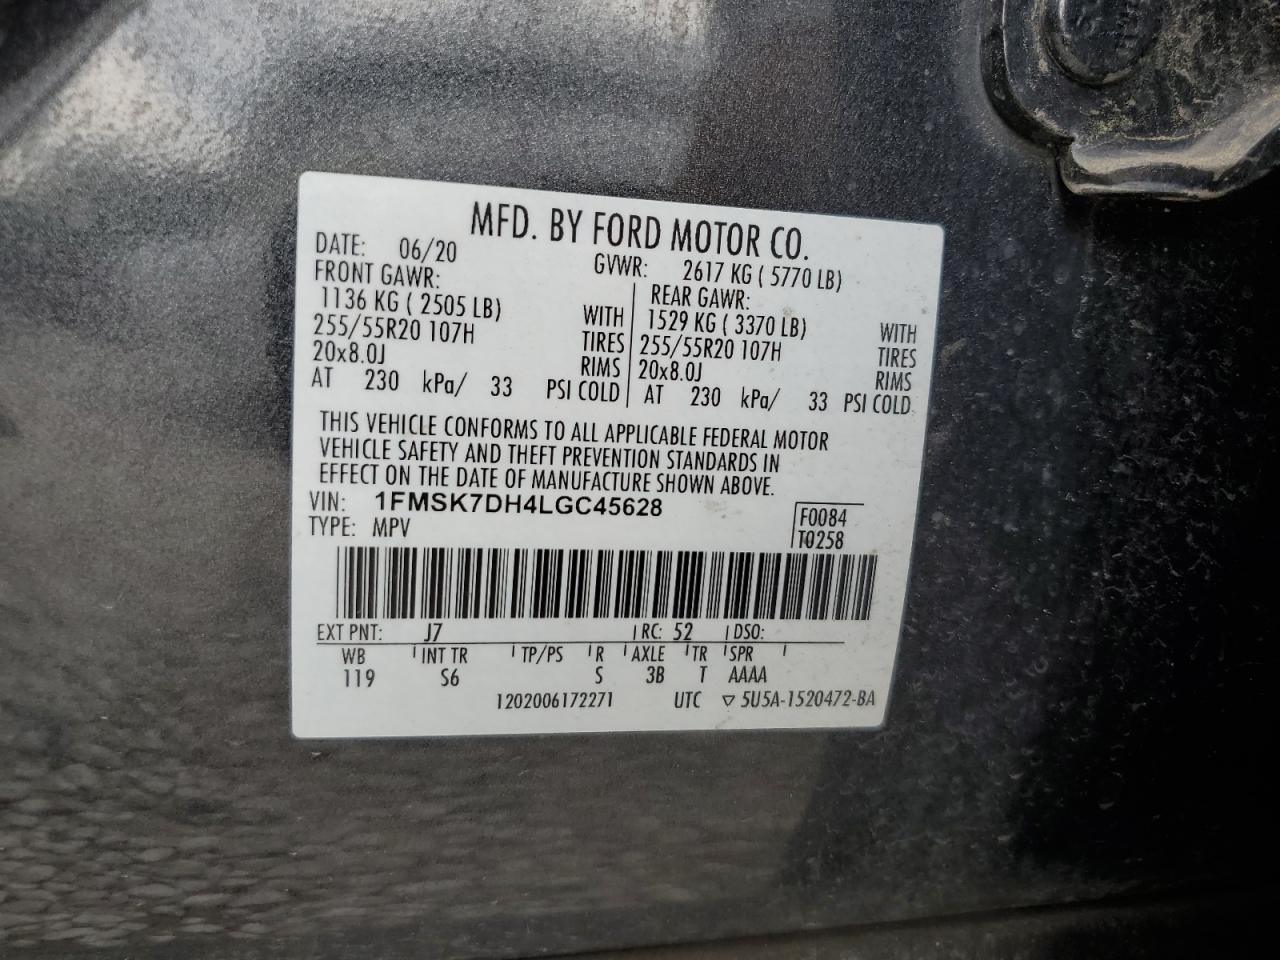 MFD. BY FORD MOTOR CO.
DATE: 06/20 GVWR: 2617 KG ( 5770 LB)
FRONT GAWR: REAR GAWR:
1136 KG ( 2505 LB) WITH 1529 KG ( 3370 LB) WITH
255/55R20 107H TIRES 255/55R20 107H TIRES
20x8.0J RIMS 20x8.0J RIMS
AT 230 kPa/ 33 PSI COLD AT 230 kPa/ 33 PSI COLD
THIS VEHICLE CONFORMS TO ALL APPLICABLE FEDERAL MOTOR
VEHICLE SAFETY AND THEFT PREVENTION STANDARDS IN
EFFECT ON THE DATE OF MANUFACTURE SHOWN ABOVE.
VIN: 1FMSK7DH4LGC45628 F0084
TYPE: MPV T0258
EXT PNT: J7 RC: 52 DSO:
WB INT TR TP/PS R AXLE TR SPR
119 S6 S 3B T AAAA
1202006172271 UTC ▽ 5U5A-1520472-BA